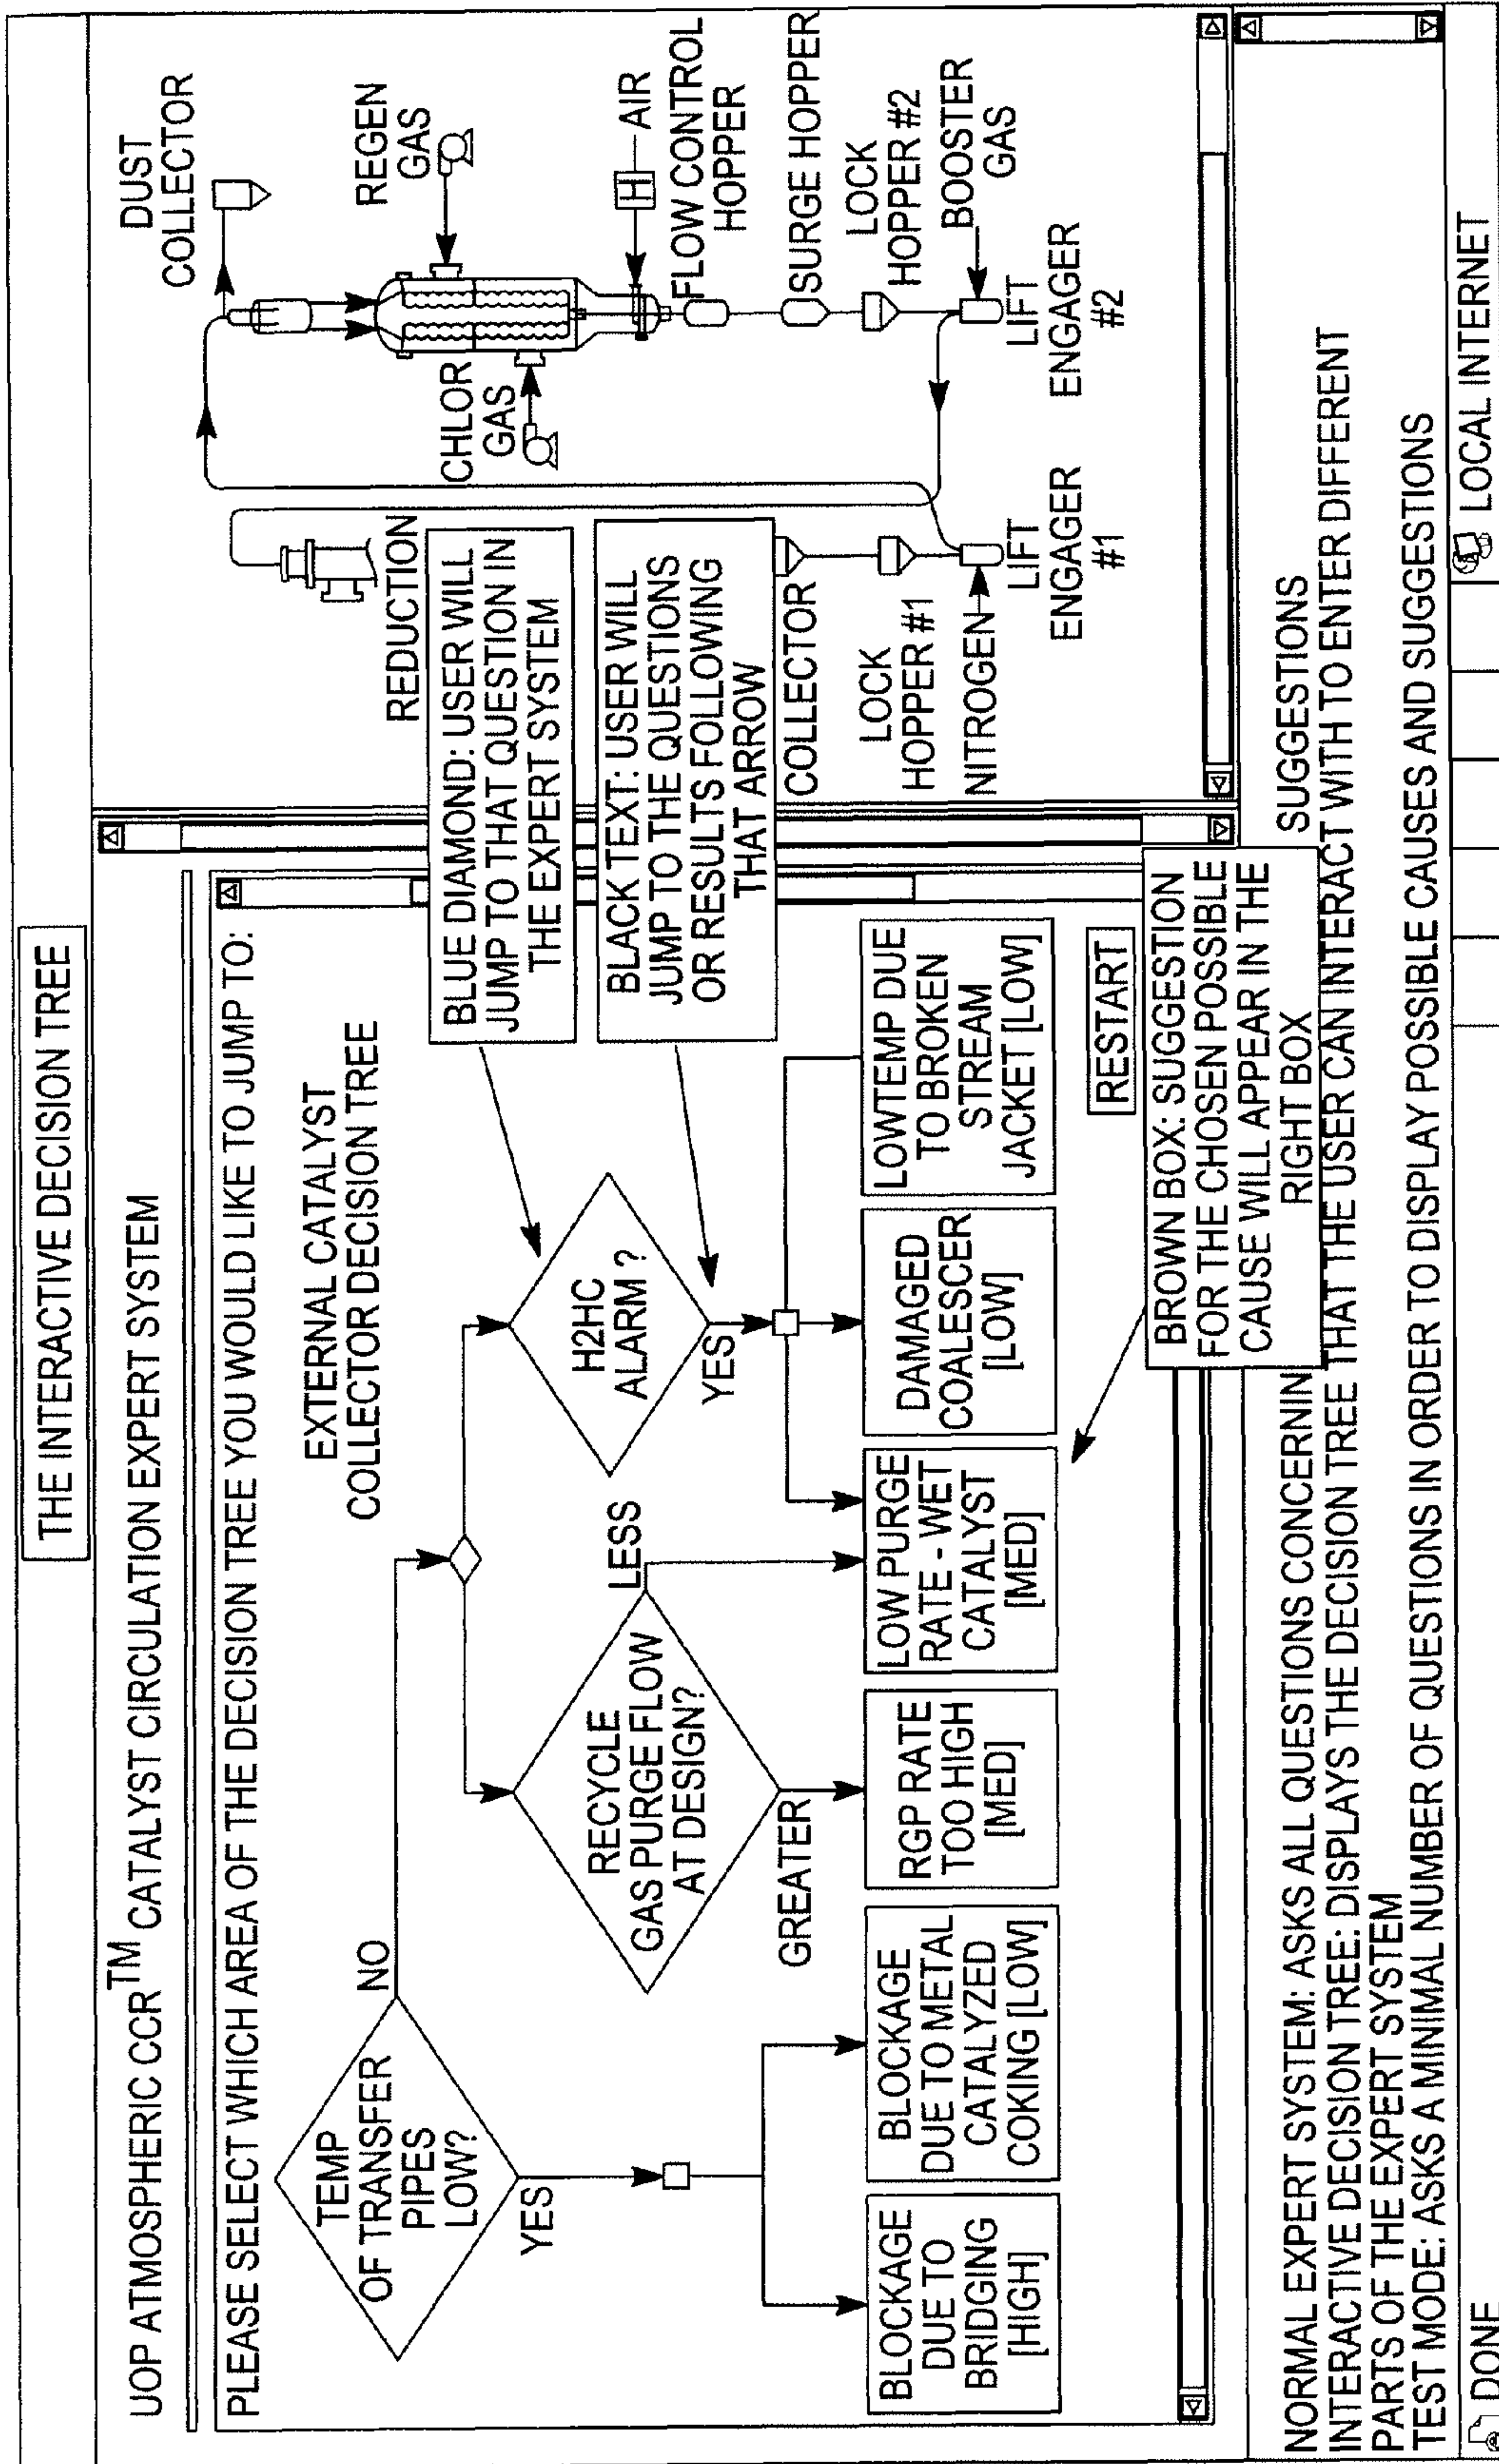 THE INTERACTIVE DECISION TREE
UOP ATMOSPHERIC CCR™ CATALYST CIRCULATION EXPERT SYSTEM
PLEASE SELECT WHICH AREA OF THE DECISION TREE YOU WOULD LIKE TO JUMP TO:
EXTERNAL CATALYST
COLLECTOR DECISION TREE
TEMP
OF TRANSFER
PIPES
LOW?
NO
YES
RECYCLE
GAS PURGE FLOW
AT DESIGN?
LESS
GREATER
H2HC
ALARM ?
YES
BLOCKAGE
DUE TO
BRIDGING
[HIGH]
BLOCKAGE
DUE TO METAL
CATALYZED
COKING [LOW]
RGP RATE
TOO HIGH
[MED]
LOW PURGE
RATE - WET
CATALYST
[MED]
DAMAGED
COALESCER
[LOW]
LOWTEMP DUE
TO BROKEN
STREAM
JACKET [LOW]
RESTART
BLUE DIAMOND: USER WILL
JUMP TO THAT QUESTION IN
THE EXPERT SYSTEM
BLACK TEXT: USER WILL
JUMP TO THE QUESTIONS
OR RESULTS FOLLOWING
THAT ARROW
BROWN BOX: SUGGESTION
FOR THE CHOSEN POSSIBLE
CAUSE WILL APPEAR IN THE
RIGHT BOX
DUST
COLLECTOR
REGEN
GAS
CHLOR
GAS
H
AIR
FLOW CONTROL
HOPPER
SURGE HOPPER
LOCK
HOPPER #2
BOOSTER
GAS
LIFT
ENGAGER
#2
REDUCTION
COLLECTOR
LOCK
HOPPER #1
NITROGEN
LIFT
ENGAGER
#1
SUGGESTIONS
NORMAL EXPERT SYSTEM: ASKS ALL QUESTIONS CONCERNIN
INTERACTIVE DECISION TREE: DISPLAYS THE DECISION TREE THAT THE USER CAN INTERACT WITH TO ENTER DIFFERENT
PARTS OF THE EXPERT SYSTEM
TEST MODE: ASKS A MINIMAL NUMBER OF QUESTIONS IN ORDER TO DISPLAY POSSIBLE CAUSES AND SUGGESTIONS
DONE
LOCAL INTERNET